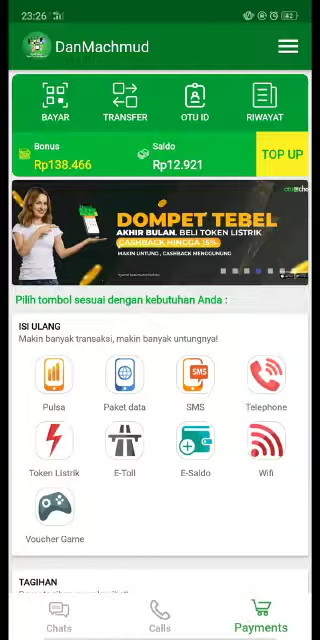 23:26
42
DanMachmud
BAYAR
TRANSFER
OTU ID
RIWAYAT
Bonus
Rp138.466
Saldo
Rp12.921
TOP UP
DOMPET TEBEL
AKHIR BULAN. BELI TOKEN LISTRIK
CASHBACK HINGGA 15%
MAKIN UNTUNG , CASHBACK MENGGUNUNG
Pilih tombol sesuai dengan kebutuhan Anda :
ISI ULANG
Makin banyak transaksi, makin banyak untungnya!
SMS
Pulsa
Paket data
SMS
Telephone
Token Listrik
E-Toll
E-Saldo
Wifi
Voucher Game
TAGIHAN
Chats
Calls
Payments